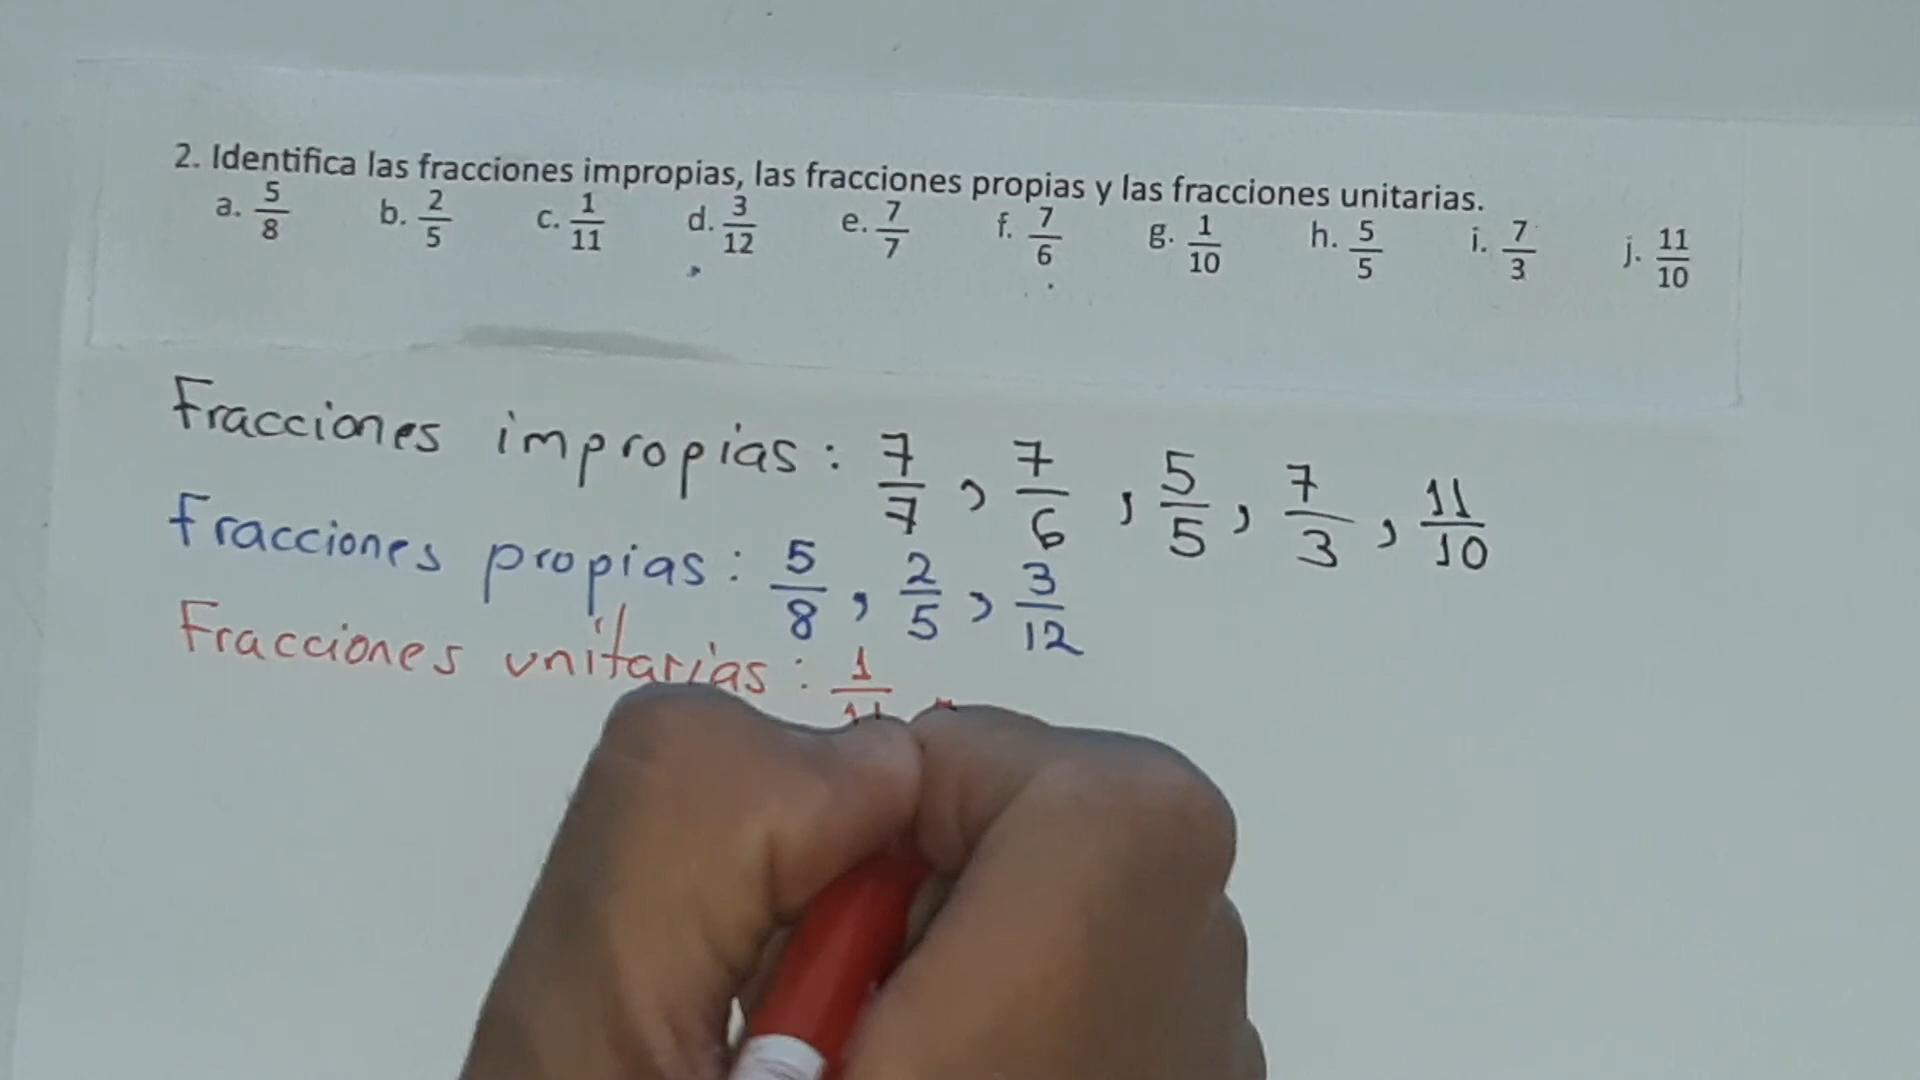 2. Identifica las fracciones impropias, las fracciones propias y las fracciones unitarias.
a. 5/8 b. 2/5 c. 1/11 d. 3/12 e. 7/7 f. 7/6 g. 1/10 h. 5/5 i. 7/3 j. 11/10
Fracciones impropias: 7/7, 7/6, 5/5, 7/3, 11/10
Fracciones propias: 5/8, 2/5, 3/12
Fracciones unitarias: 1/11